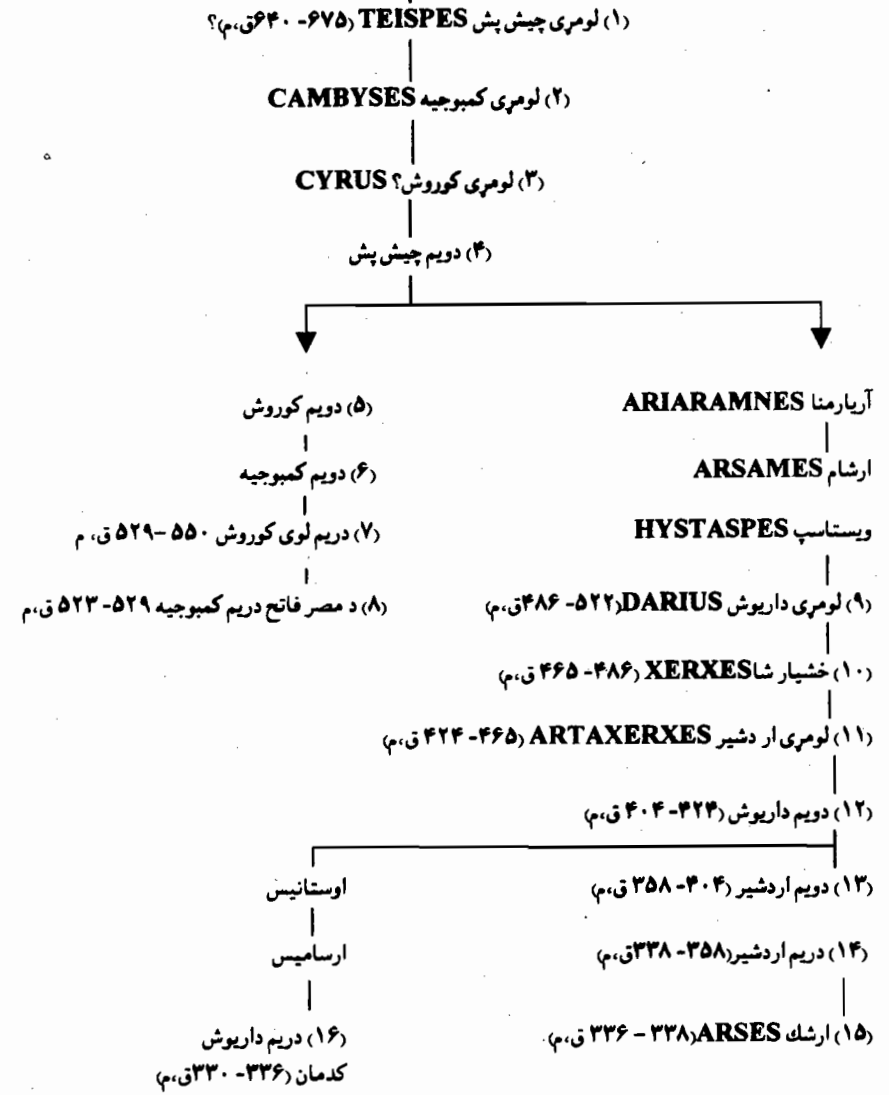 (۱) لومړی چیش پش TEISPES (۶۷۵- ۶۴۰ق،م)؟
(۲) لومړی کمبوجیه CAMBYSES
(۳) لومړی کوروش؟ CYRUS
(۴) دویم چیش پش
آریارمنا ARIARAMNES
(۵) دویم کوروش
ارشام ARSAMES
(۶) دویم کمبوجیه
ویستاسپ HYSTASPES
(۷) دریم لوی کوروش ۵۵۰ –۵۲۹ ق، م
(۹) لومړی داریوش DARIUS(۵۲۲- ۴۸۶ق،م)
(۸) د مصر فاتح دریم کمبوجیه ۵۲۹- ۵۲۳ ق،م
(۱۰) خشیار شا XERXES (۴۸۶- ۴۶۵ ق،م)
(۱۱) لومړی ار دشیر ARTAXERXES (۴۶۵- ۴۲۴ ق،م)
(۱۲) دویم داریوش (۴۲۴- ۴۰۴ ق،م)
(۱۳) دویم اردشیر (۴۰۴- ۳۵۸ ق،م)
اوستانیس
(۱۴) دریم اردشیر(۳۵۸- ۳۳۸ق،م)
ارسامیس
(۱۵) ارشك ARSES(۳۳۸ – ۳۳۶ ق،م)
(۱۶) دریم داریوش
کدمان (۳۳۶- ۳۳۰ق،م)